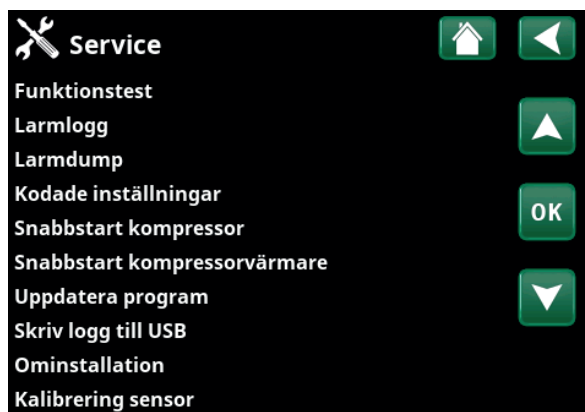 Service
Funktionstest
Larmlogg
Larmdump
Kodade inställningar
OK
Snabbstart kompressor
Snabbstart kompressorvärmare
Uppdatera program
Skriv logg till USB
Ominstallation
Kalibrering sensor